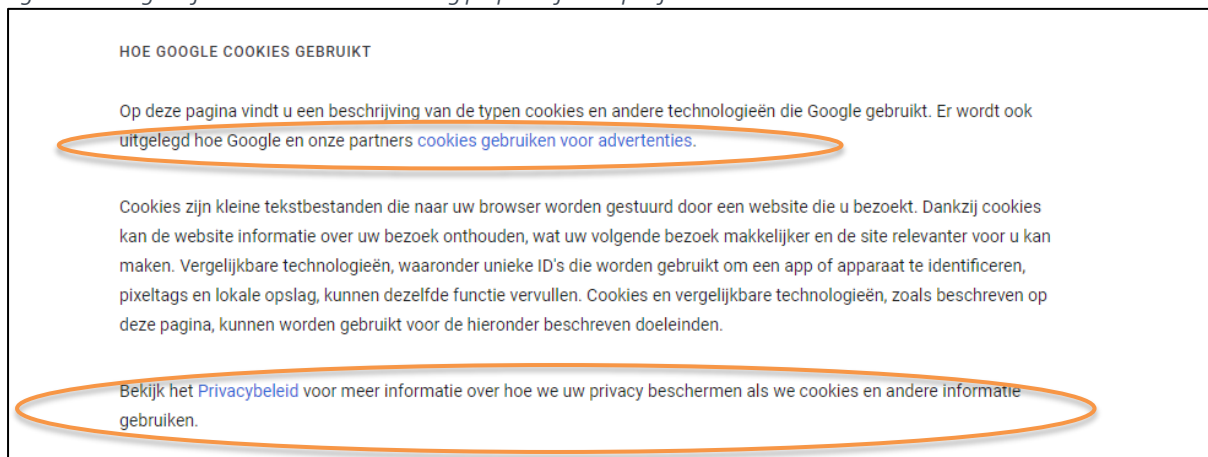 HOE GOOGLE COOKIES GEBRUIKT
Op deze pagina vindt u een beschrijving van de typen cookies en andere technologieën die Google gebruikt. Er wordt ook
uitgelegd hoe Google en onze partners cookies gebruiken voor advertenties.
Cookies zijn kleine tekstbestanden die naar uw browser worden gestuurd door een website die u bezoekt. Dankzij cookies
kan de website informatie over uw bezoek onthouden, wat uw volgende bezoek makkelijker en de site relevanter voor u kan
maken. Vergelijkbare technologieën, waaronder unieke ID's die worden gebruikt om een app of apparaat te identificeren,
pixeltags en lokale opslag, kunnen dezelfde functie vervullen. Cookies en vergelijkbare technologieën, zoals beschreven op
deze pagina, kunnen worden gebruikt voor de hieronder beschreven doeleinden.
Bekijk het Privacybeleid voor meer informatie over hoe we uw privacy beschermen als we cookies en andere informatie
gebruiken.